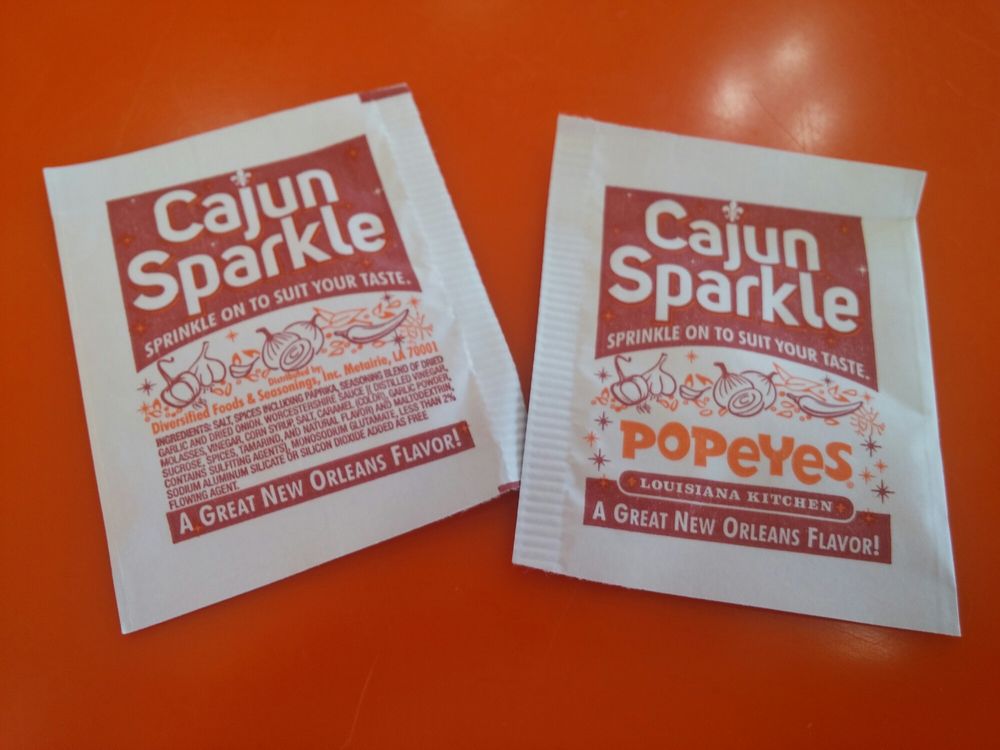 Cajun
Sparkle
SPRINKLE ON TO SUIT YOUR TASTE.
Distributed by
Diversified Foods & Seasonings, Inc. Metairie, LA 70001
INGREDIENTS: SALT, SPICES INCLUDING PAPRIKA, SEASONING BLEND OF DRIED
GARLIC AND DRIED ONION, WORCESTERSHIRE SAUCE (( DISTILLED VINEGAR,
MOLASSES, VINEGAR, CORN SYRUP, SALT, CARAMEL (COLOR), GARLIC POWDER,
SUCROSE, SPICES, TAMARIND, AND NATURAL FLAVOR) AND MALTODEXTRIN
CONTAINS SULFITING AGENTS), MONOSODIUM GLUTAMATE, LESS THAN 2%
SODIUM ALUMINUM SILICATE OR SILICON DIOXIDE ADDED AS FREE
FLOWING AGENT.
A GREAT NEW ORLEANS FLAVOR!
Cajun
Sparkle
SPRINKLE ON TO SUIT YOUR TASTE.
POPEYES
LOUISIANA KITCHEN
A GREAT NEW ORLEANS FLAVOR!